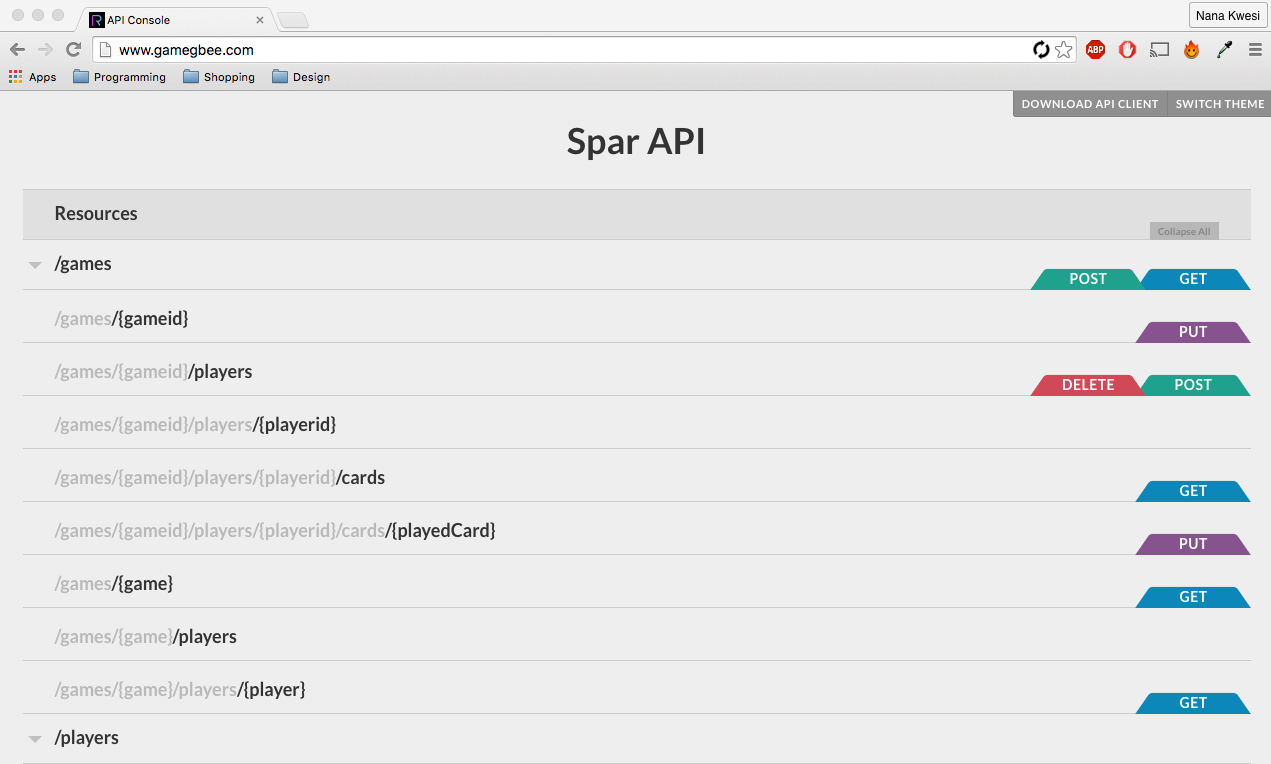 API Console
Nana Kwesi
www.gamegbee.com
ABP
Apps Programming Shopping Design
DOWNLOAD API CLIENT SWITCH THEME
Spar API
Resources
Collapse All
/games
POST GET
/games/{gameid}
PUT
/games/{gameid}/players
DELETE POST
/games/{gameid}/players/{playerid}
/games/{gameid}/players/{playerid}/cards
GET
/games/{gameid}/players/{playerid}/cards/{playedCard}
PUT
/games/{game}
GET
/games/{game}/players
/games/{game}/players/{player}
GET
/players